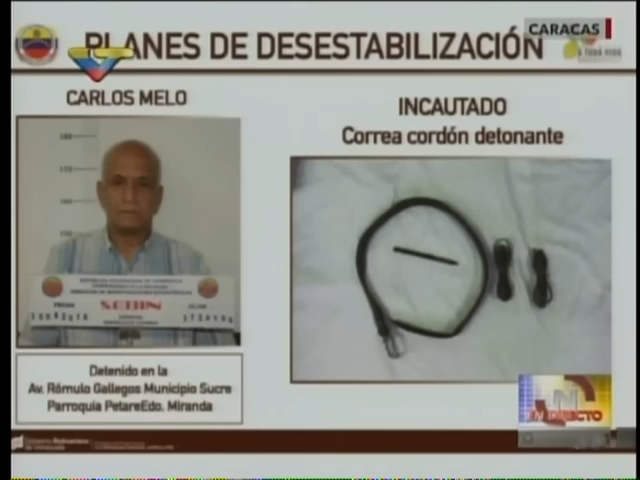 CARACAS
PLANES DE DESESTABILIZACIÓN
CARLOS MELO
INCAUTADO
Correa cordón detonante
SEBIN
Detenido en la
Av. Rómulo Gallegos Municipio Sucre
Parroquia PetareEdo. Miranda
EN DIRECTO